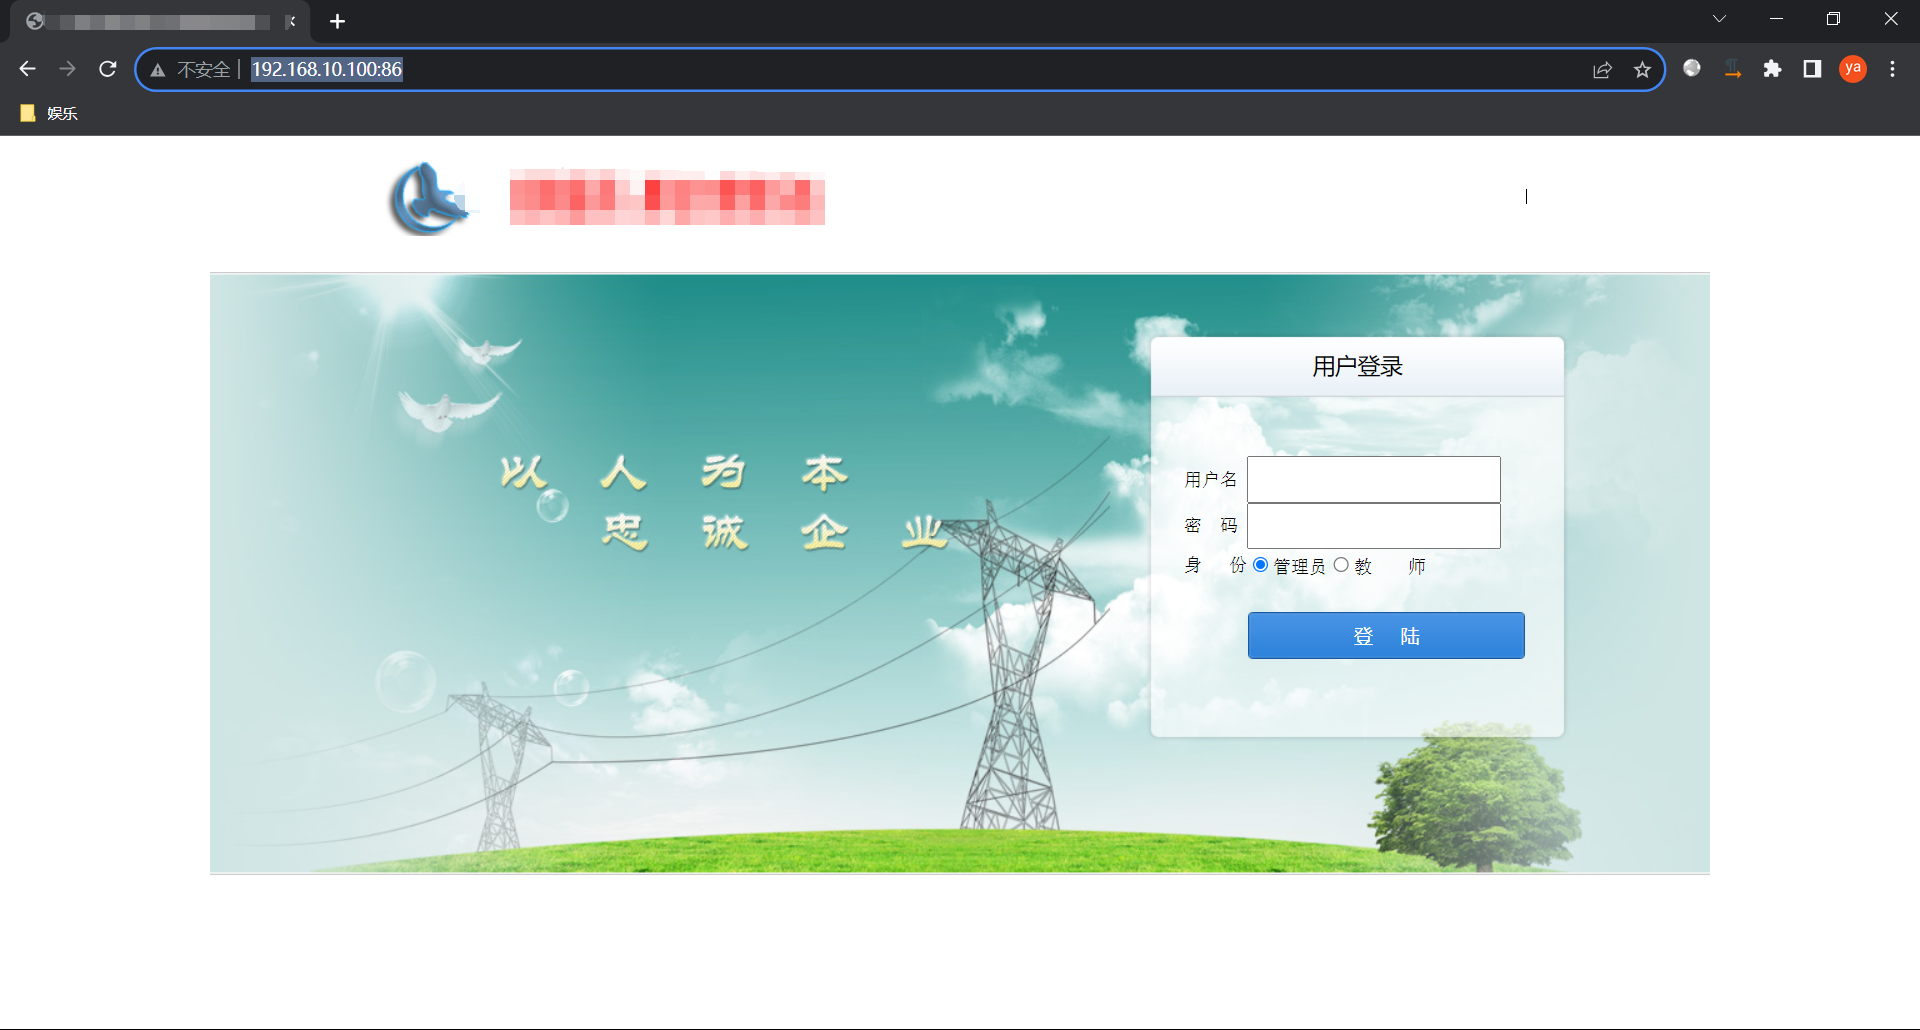 不安全 192.168.10.100:86
ya
娱乐
用户登录
以 人 为 本
忠 诚 企 业
用户名
密 码
身 份 管理员 教 师
登 陆